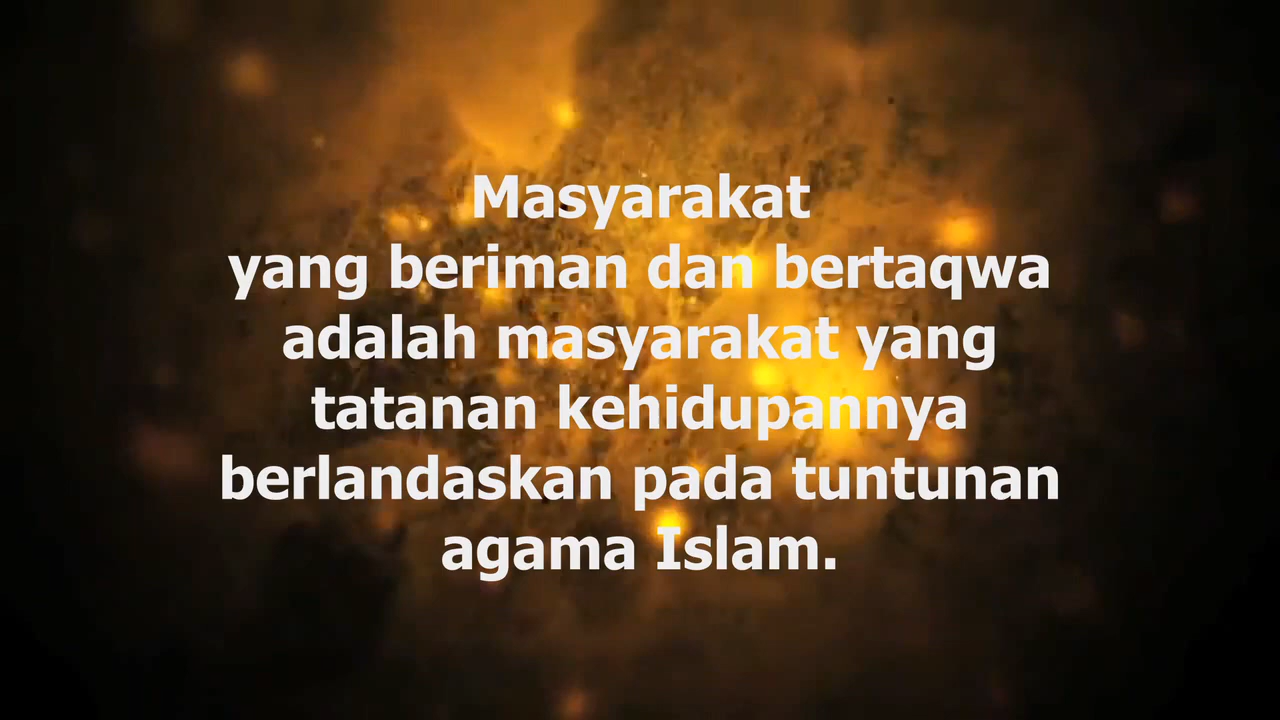 Masyarakat
yang beriman dan bertaqwa
adalah masyarakat yang
tatanan kehidupannya
berlandaskan pada tuntunan
agama Islam.